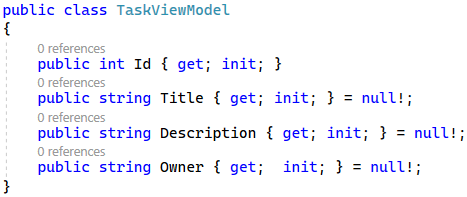 public class TaskViewModel
{
0 references
public int Id { get; init; }
0 references
public string Title { get; init; } = null!;
0 references
public string Description { get; init; } = null!;
0 references
public string Owner { get;  init; } = null!;
}